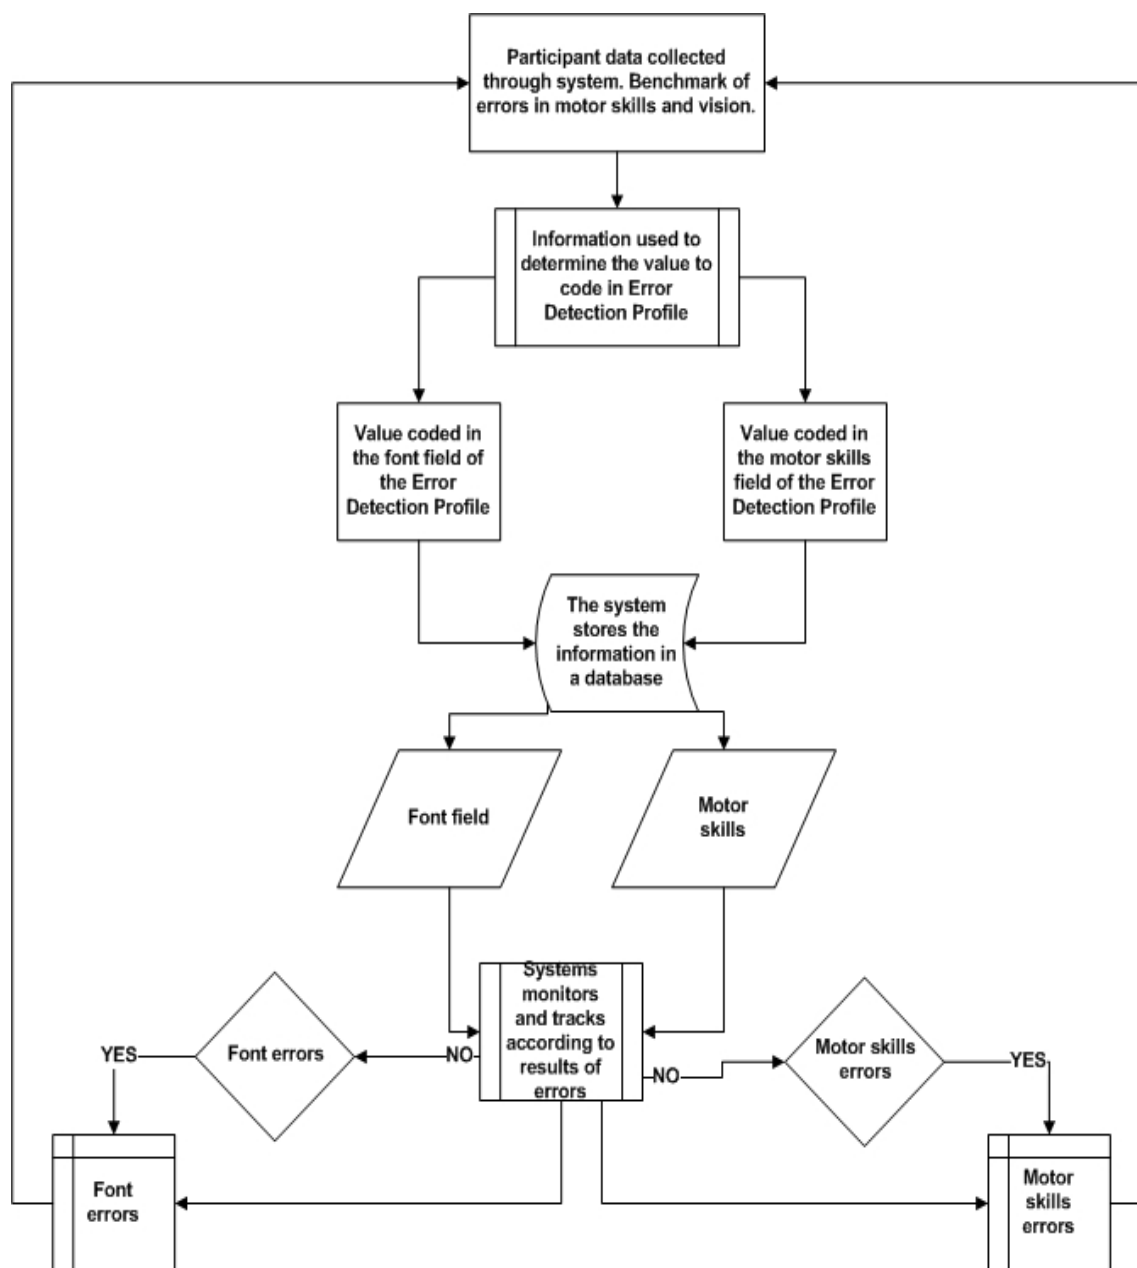 Participant data collected
through system. Benchmark of
errors in motor skills and vision.
Information used to
determine the value to
code in Error
Detection Profile
Value coded in
the font field of
the Error
Detection Profile
Value coded in
the motor skills
field of the Error
Detection Profile
The system
stores the
information in
a database
Font field
Motor
skills
Systems
monitors
and tracks
according to
results of
errors
YES
Font errors
NO
NO
Motor skills
errors
YES
Font
errors
Motor
skills
errors